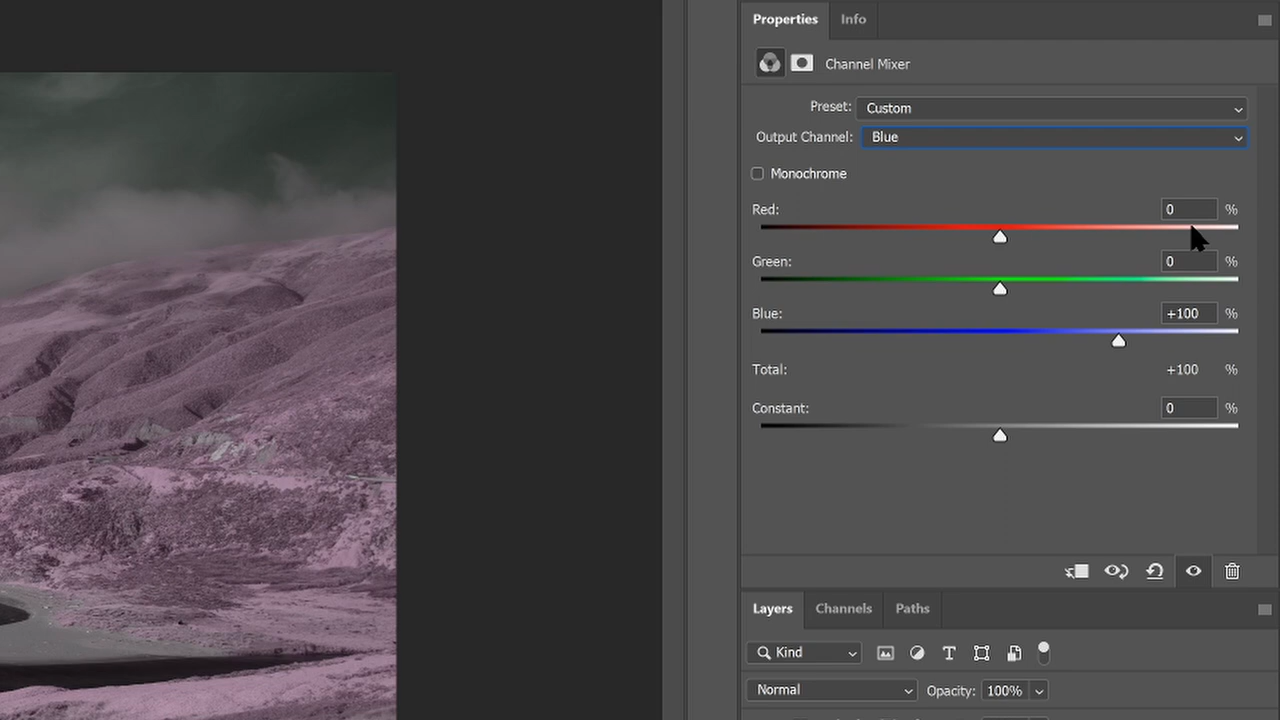 Properties Info
Channel Mixer
Preset: Custom
Output Channel: Blue
Monochrome
Red: 0 %
Green: 0 %
Blue: +100 %
Total: +100 %
Constant: 0 %
Layers Channels Paths
Kind
Normal Opacity: 100%